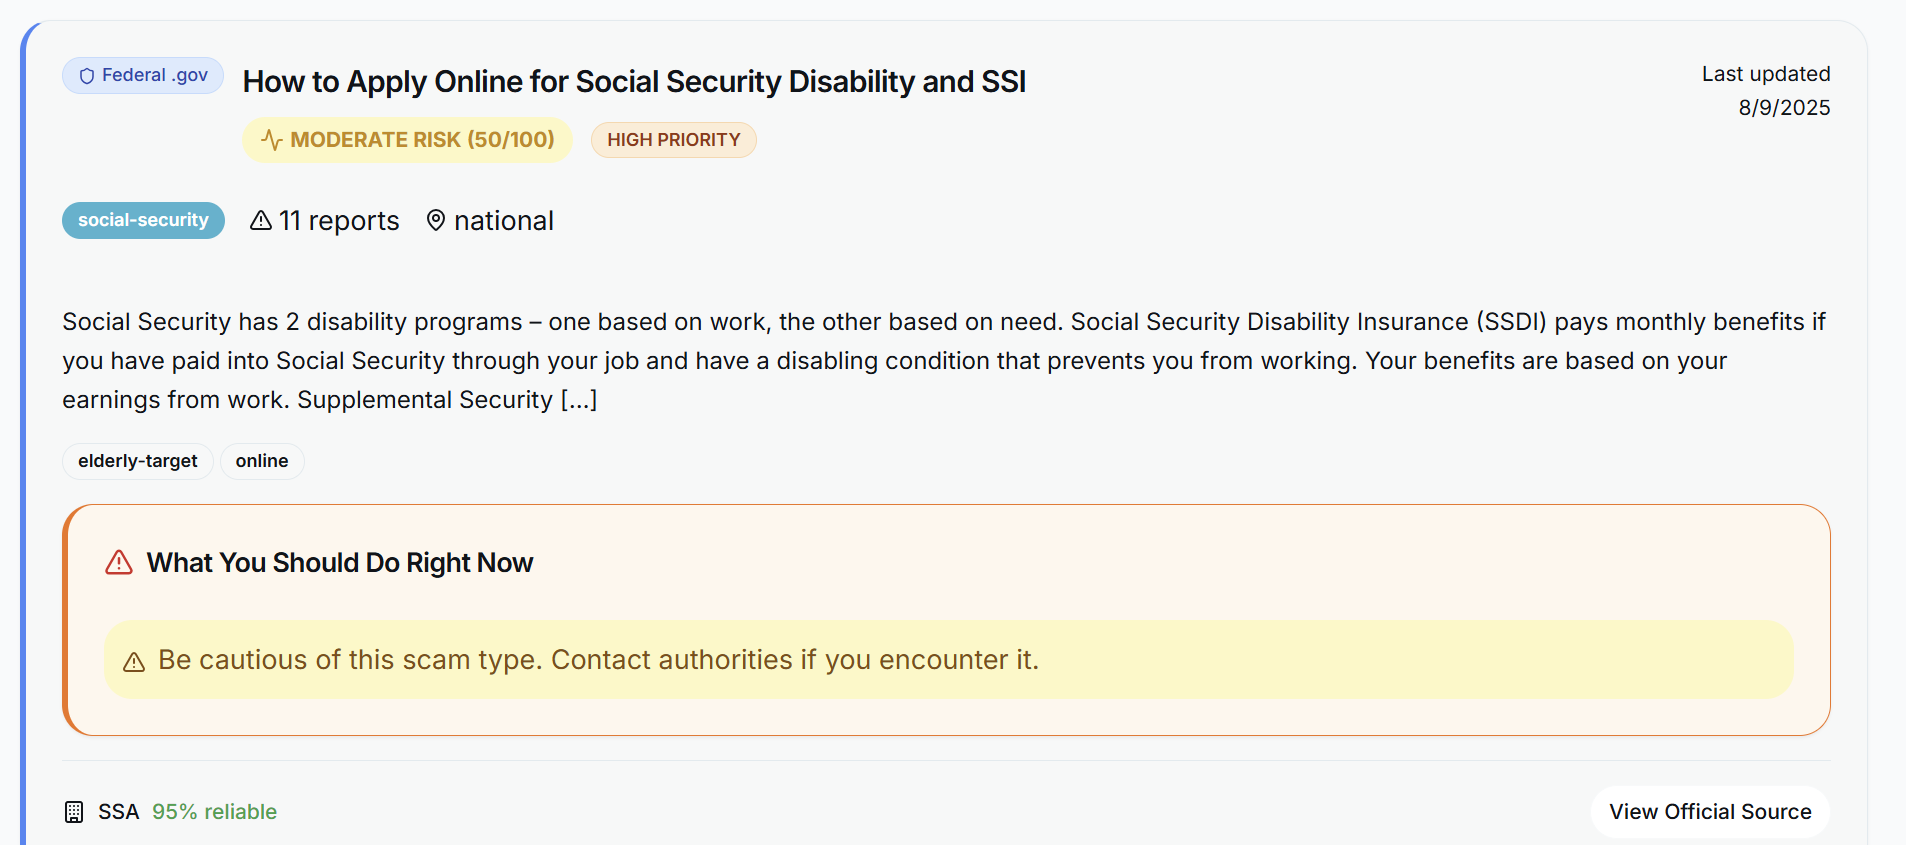 Federal .gov
How to Apply Online for Social Security Disability and SSI
Last updated
8/9/2025
MODERATE RISK (50/100)
HIGH PRIORITY
social-security
11 reports
national
Social Security has 2 disability programs – one based on work, the other based on need. Social Security Disability Insurance (SSDI) pays monthly benefits if
you have paid into Social Security through your job and have a disabling condition that prevents you from working. Your benefits are based on your
earnings from work. Supplemental Security [...]
elderly-target
online
What You Should Do Right Now
Be cautious of this scam type. Contact authorities if you encounter it.
SSA 95% reliable
View Official Source